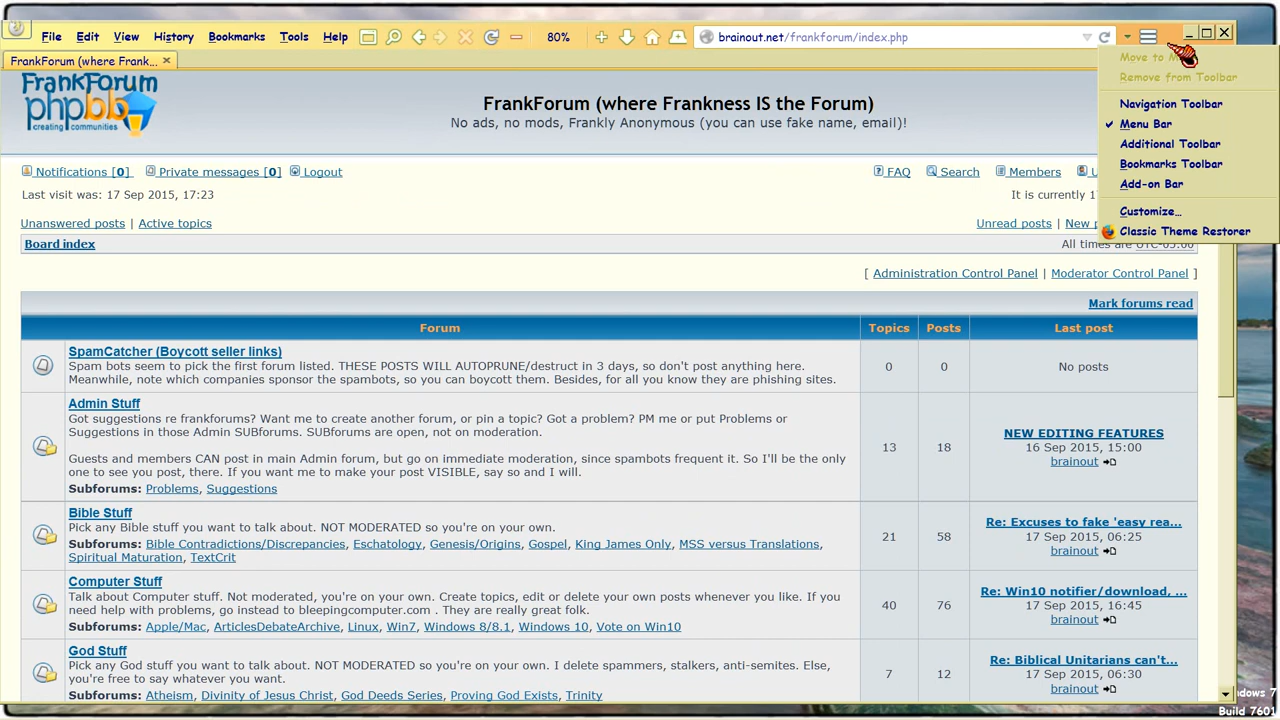 File Edit View History Bookmarks Tools Help 80% brainout.net/frankforum/index.php
FrankForum (where Frank...
Remove from Toolbar
Navigation Toolbar
Menu Bar
Additional Toolbar
Bookmarks Toolbar
Add-on Bar
Customize...
Classic Theme Restorer
FrankForum
phpbb
creating communities
FrankForum (where Frankness IS the Forum)
No ads, no mods, Frankly Anonymous (you can use fake name, email)!
Notifications [0] Private messages [0] Logout FAQ Search Members
Last visit was: 17 Sep 2015, 17:23 It is currently
Unanswered posts | Active topics Unread posts | New
Board index All times are UTC-05:00
[ Administration Control Panel | Moderator Control Panel ]
Mark forums read
Forum Topics Posts Last post
SpamCatcher (Boycott seller links)
Spam bots seem to pick the first forum listed. THESE POSTS WILL AUTOPRUNE/destruct in 3 days, so don't post anything here.
Meanwhile, note which companies sponsor the spambots, so you can boycott them. Besides, for all you know they are phishing sites.
0 0 No posts
Admin Stuff
Got suggestions re frankforums? Want me to create another forum, or pin a topic? Got a problem? PM me or put Problems or
Suggestions in those Admin SUBforums. SUBforums are open, not on moderation.
Guests and members CAN post in main Admin forum, but on immediate moderation, since spambots frequent it. So I'll be the only
one to see you post, there. If you want me to make your post VISIBLE, say so and I will.
Subforums: Problems, Suggestions
13 18
NEW EDITING FEATURES
16 Sep 2015, 15:00
brainout
Bible Stuff
Pick any Bible stuff you want to talk about. NOT MODERATED so you're on your own.
Subforums: Bible Contradictions/Discrepancies, Eschatology, Genesis/Origins, Gospel, King James Only, MSS versus Translations,
Spiritual Maturation, TextCrit
21 58
Re: Excuses to fake 'easy rea...
17 Sep 2015, 06:25
brainout
Computer Stuff
Talk about Computer stuff. Not moderated, you're on your own. Create topics, edit or delete your own posts whenever you like. If you
need help with problems, go instead to bleepingcomputer.com . They are really great folk.
Subforums: Apple/Mac, ArticlesDebateArchive, Linux, Win7, Windows 8/8.1, Windows 10, Vote on Win10
40 76
Re: Win10 notifier/download, ...
17 Sep 2015, 16:45
brainout
God Stuff
Pick any God stuff you want to talk about. NOT MODERATED so you're on your own. I delete spammers, stalkers, anti-semites. Else,
you're free to say whatever you want.
Subforums: Atheism, Divinity of Jesus Christ, God Deeds Series, Proving God Exists, Trinity
7 12
Re: Biblical Unitarians can't...
17 Sep 2015, 06:30
brainout
Build 7601